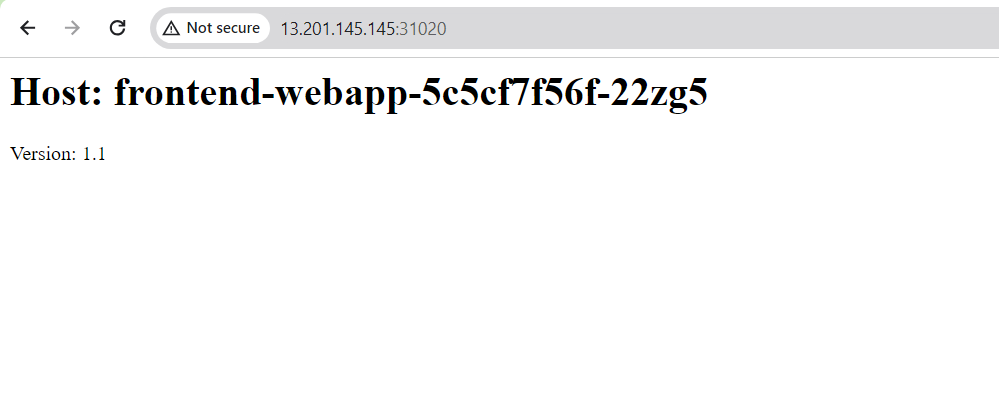 Not secure 13.201.145.145:31020
Host: frontend-webapp-5c5cf7f56f-22zg5
Version: 1.1